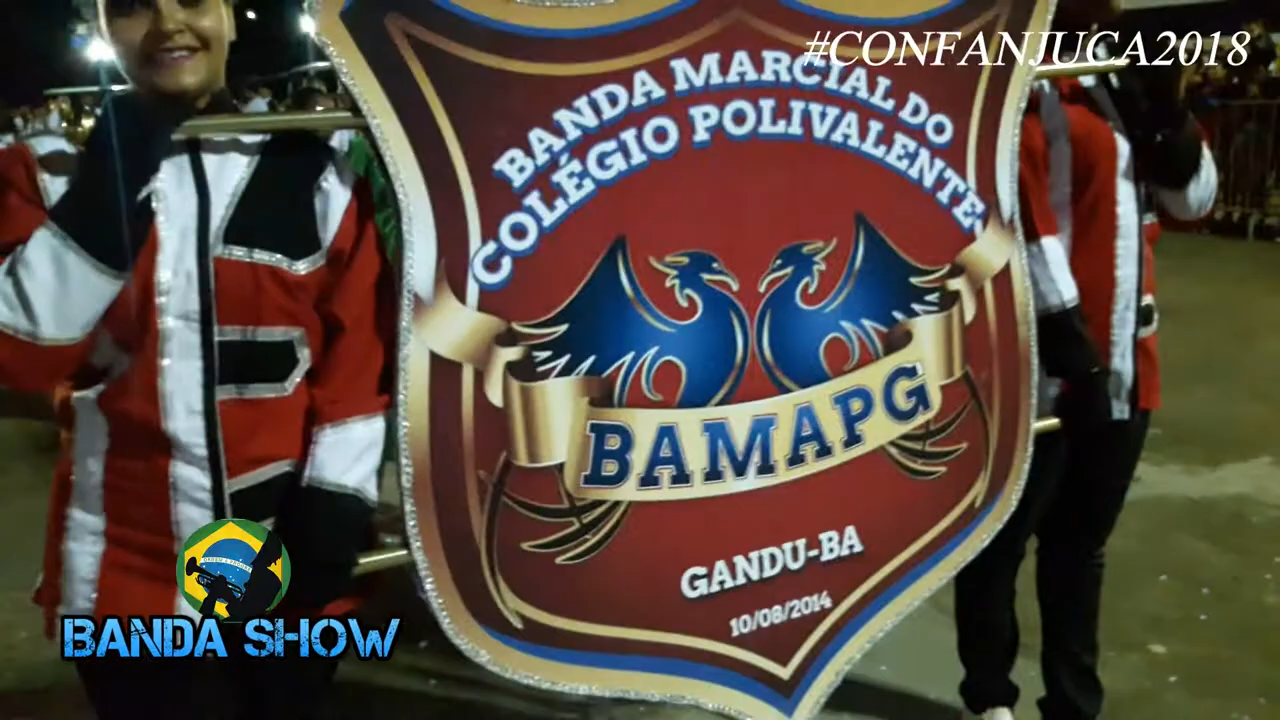 #CONFANJUCA2018
BANDA MARCIAL DO
COLÉGIO POLIVALENTE
BAMAPG
GANDU-BA
10/08/2014
BANDA SHOW